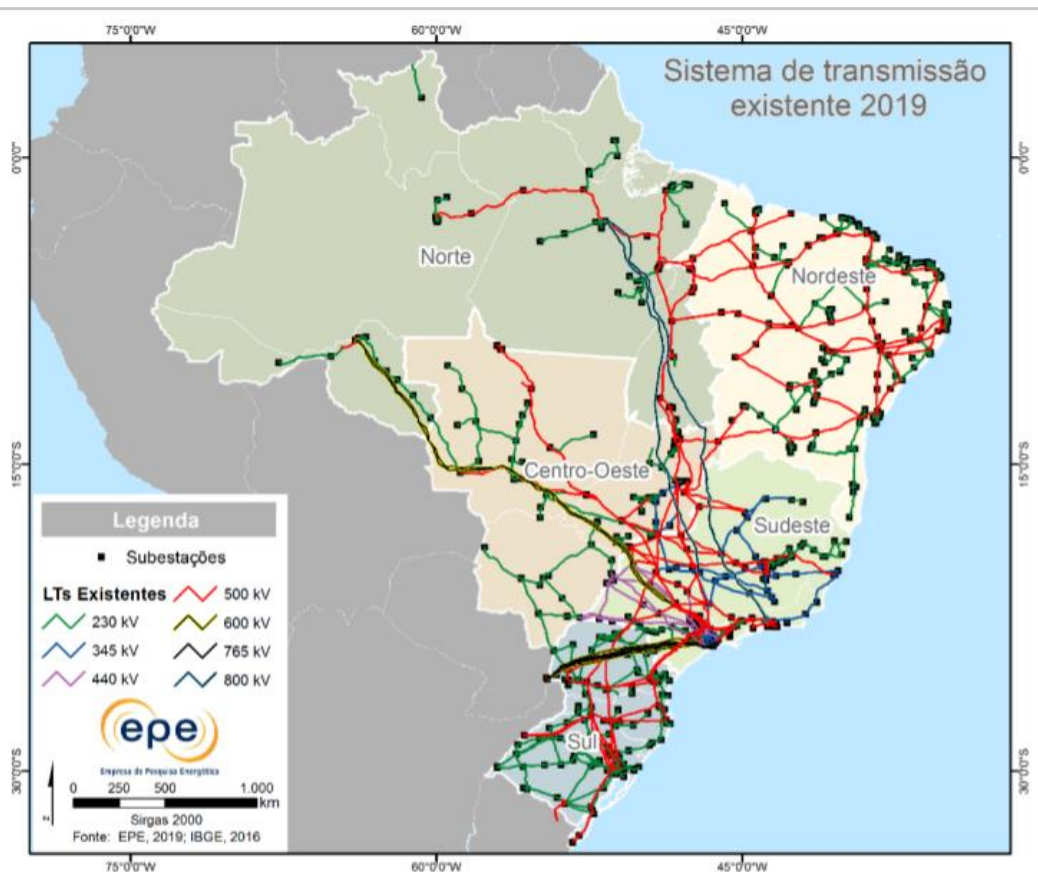 75°0'0"W 60°0'0"W 45°0'0"W
Sistema de transmissão
existente 2019
0°0'0" 0°0'0"
Norte
Nordeste
15°0'0"S 15°0'0"S
Centro-Oeste
Sudeste
Sul
30°0'0"S 30°0'0"S
Legenda
Subestações
LTs Existentes
230 kV
345 kV
440 kV
500 kV
600 kV
765 kV
800 kV
epe
Empresa de Pesquisa Energética
0 250 500 1.000
km
Sirgas 2000
Fonte: EPE, 2019; IBGE, 2016
75°0'0"W 60°0'0"W 45°0'0"W